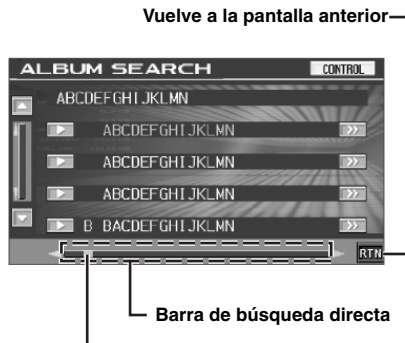 Vuelve a la pantalla anterior
ALBUM SEARCH
CONTROL
ABCDEFGHIJKLMN
ABCDEFGHIJKLMN
ABCDEFGHIJKLMN
ABCDEFGHIJKLMN
B BACDEFGHIJKLMN
RTN
Barra de búsqueda directa